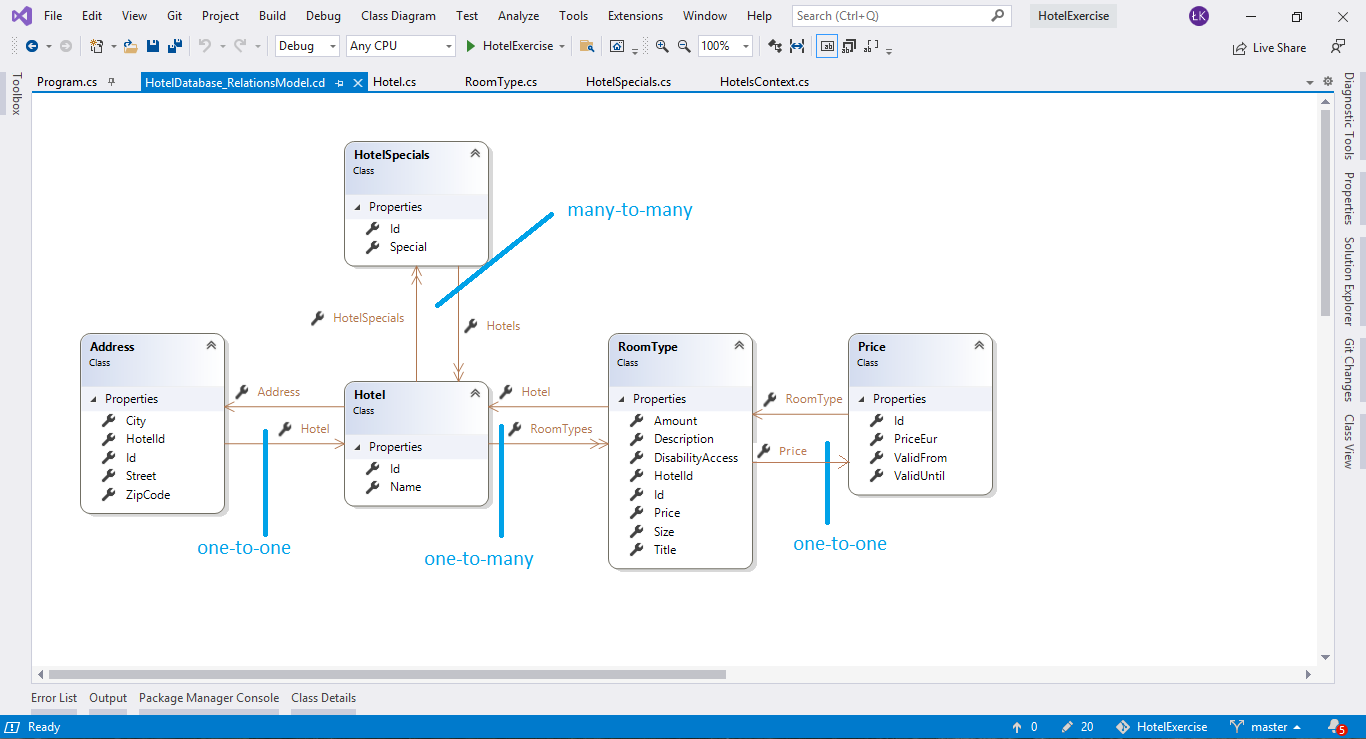 File Edit View Git Project Build Debug Class Diagram Test Analyze Tools Extensions Window Help Search (Ctrl+Q) HotelExercise ŁK
Debug Any CPU HotelExercise 100% Live Share
Toolbox
Program.cs HotelDatabase_RelationsModel.cd Hotel.cs RoomType.cs HotelSpecials.cs HotelsContext.cs
HotelSpecials
Class
Properties
Id
Special
many-to-many
HotelSpecials
Hotels
Address
Class
Properties
City
HotelId
Id
Street
ZipCode
Address
Hotel
one-to-one
Hotel
Class
Properties
Id
Name
Hotel
RoomTypes
one-to-many
RoomType
Class
Properties
Amount
Description
DisabilityAccess
HotelId
Id
Price
Size
Title
RoomType
Price
one-to-one
Price
Class
Properties
Id
PriceEur
ValidFrom
ValidUntil
Diagnostic Tools
Properties
Solution Explorer
Git Changes
Class View
Error List Output Package Manager Console Class Details
Ready 0 20 HotelExercise master 5